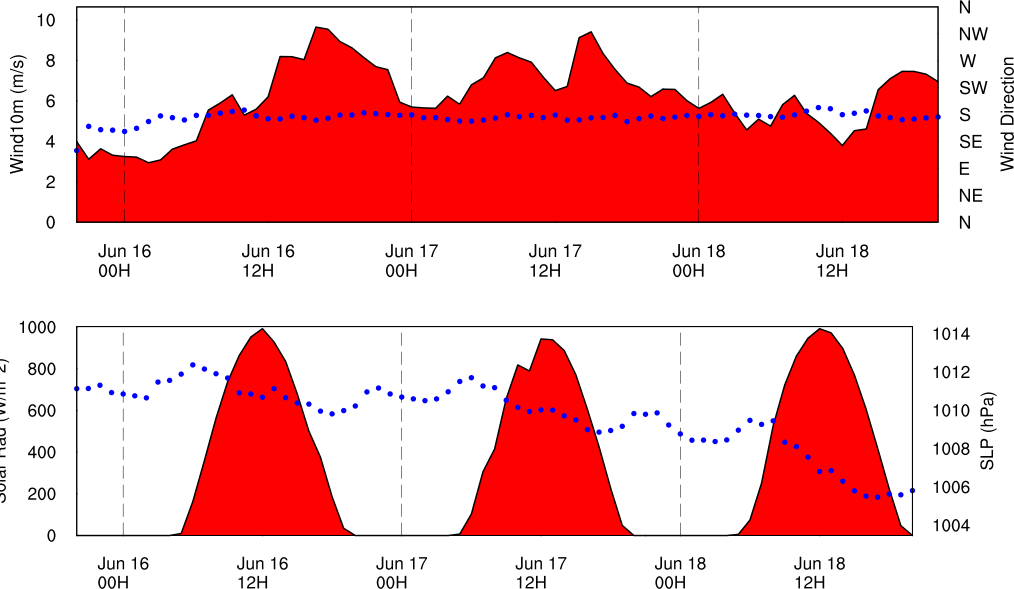 Wind10m (m/s)
10
8
6
4
2
0
N
NW
W
SW
S
SE
E
NE
N
Wind Direction
Jun 16
00H
Jun 16
12H
Jun 17
00H
Jun 17
12H
Jun 18
00H
Jun 18
12H
1000
800
600
400
200
0
1014
1012
1010
1008
1006
1004
SLP (hPa)
Jun 16
00H
Jun 16
12H
Jun 17
00H
Jun 17
12H
Jun 18
00H
Jun 18
12H